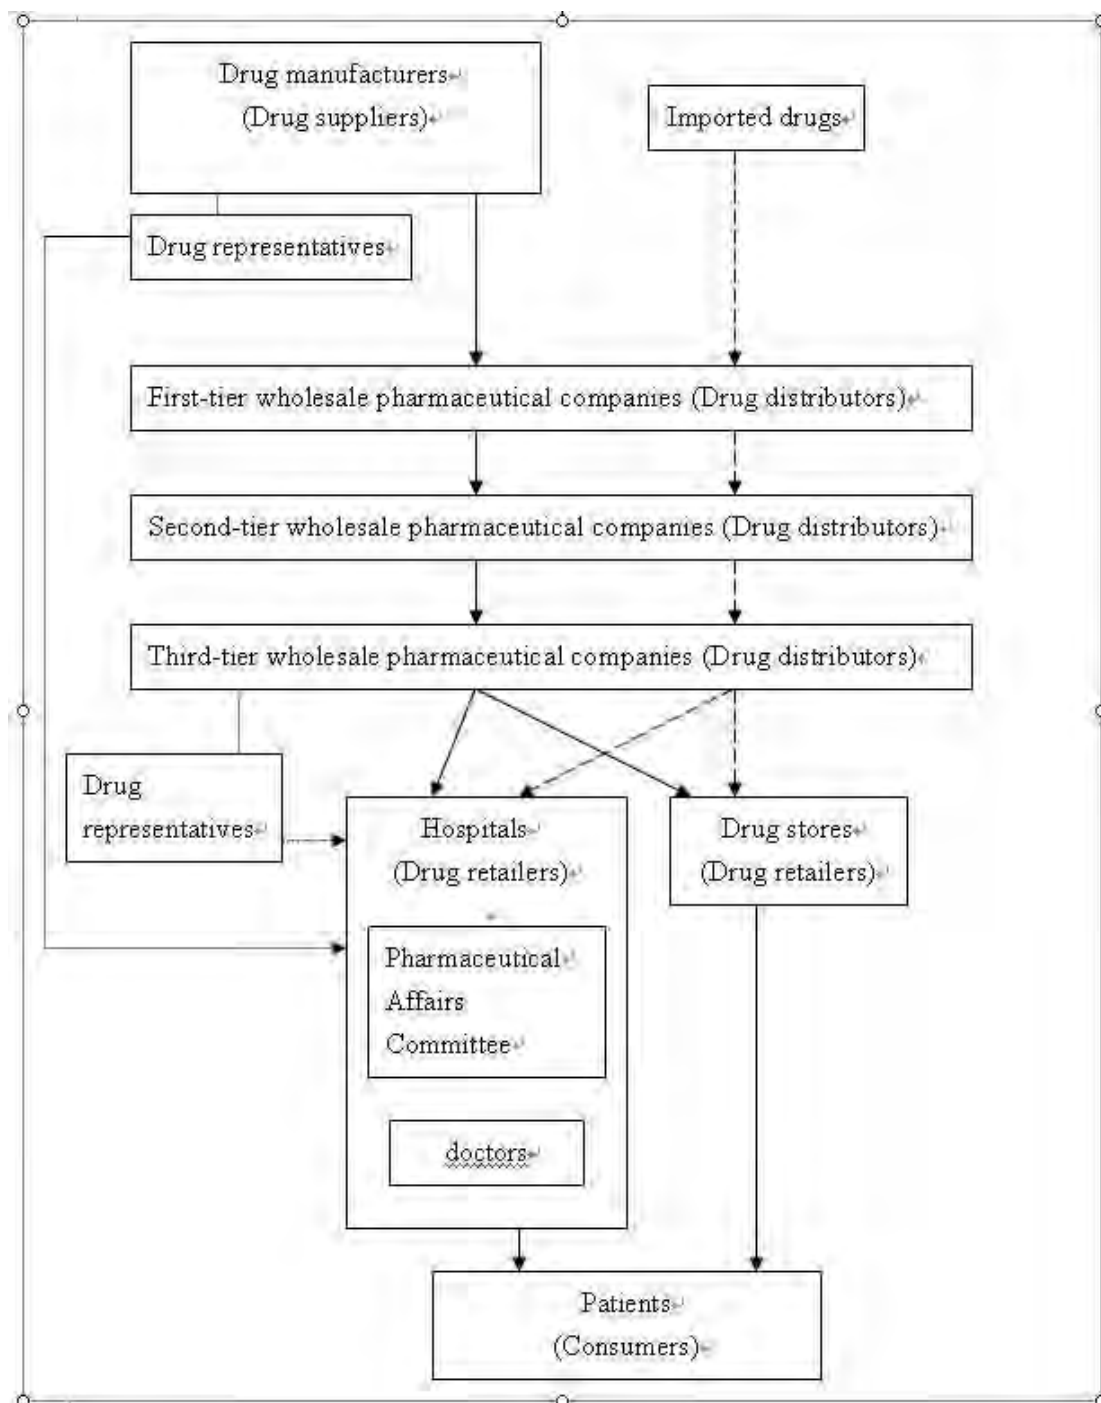 Drug manufacturers
(Drug suppliers)
Imported drugs
Drug representatives
First-tier wholesale pharmaceutical companies (Drug distributors)
Second-tier wholesale pharmaceutical companies (Drug distributors)
Third-tier wholesale pharmaceutical companies (Drug distributors)
Drug
representatives
Hospitals
(Drug retailers)
Drug stores
(Drug retailers)
Pharmaceutical
Affairs
Committee
doctors
Patients
(Consumers)